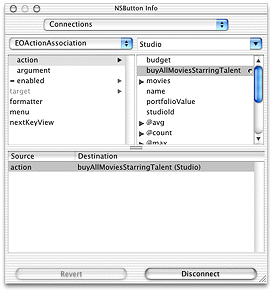 NSButton Info
Connections
EOActionAssociation
Studio
action
argument
= enabled
target
formatter
menu
nextKeyView
budget
buyAllMoviesStarringTalent
movies
name
portfolioValue
studioId
@avg
@count
@max
Source Destination
action buyAllMoviesStarringTalent (Studio)
Revert Disconnect